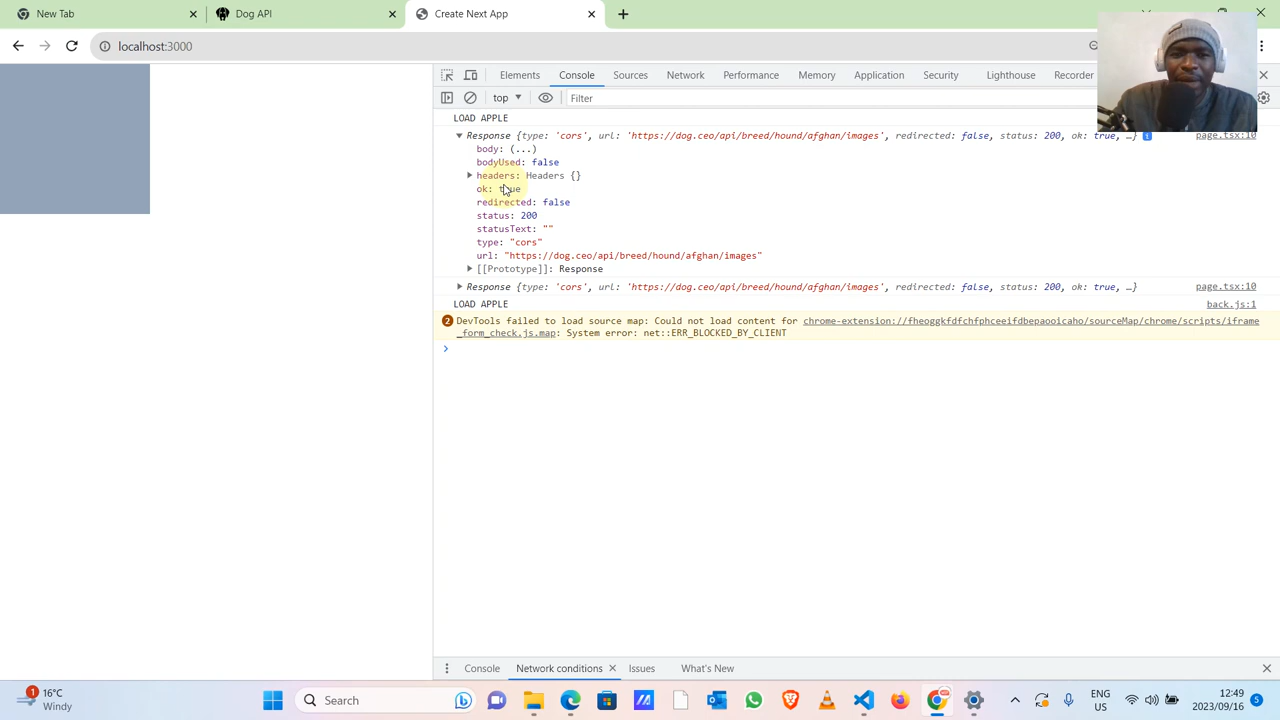 New Tab
Dog API
Create Next App
localhost:3000
Elements Console Sources Network Performance Memory Application Security Lighthouse Recorder
top Filter
LOAD APPLE
Response {type: 'cors', url: 'https://dog.ceo/api/breed/hound/afghan/images', redirected: false, status: 200, ok: true, …} i page.tsx:10
body: (...)
bodyUsed: false
headers: Headers {}
ok: true
redirected: false
status: 200
statusText: ""
type: "cors"
url: "https://dog.ceo/api/breed/hound/afghan/images"
[[Prototype]]: Response
Response {type: 'cors', url: 'https://dog.ceo/api/breed/hound/afghan/images', redirected: false, status: 200, ok: true, …} page.tsx:10
LOAD APPLE back.js:1
2 DevTools failed to load source map: Could not load content for chrome-extension://fheoggkfdfchfphceeifdbepaooicaho/sourceMap/chrome/scripts/iframe
_form_check.js.map: System error: net::ERR_BLOCKED_BY_CLIENT
Console Network conditions Issues What's New
1 16°C
Windy
Search
ENG
US
12:49
2023/09/16
5